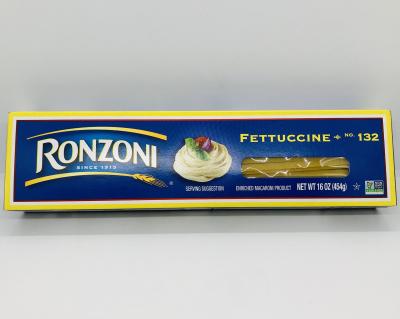 RONZONI
SINCE 1915
®
SERVING SUGGESTION
FETTUCCINE + NO. 132
ENRICHED MACARONI PRODUCT
NET WT 16 OZ (454g)